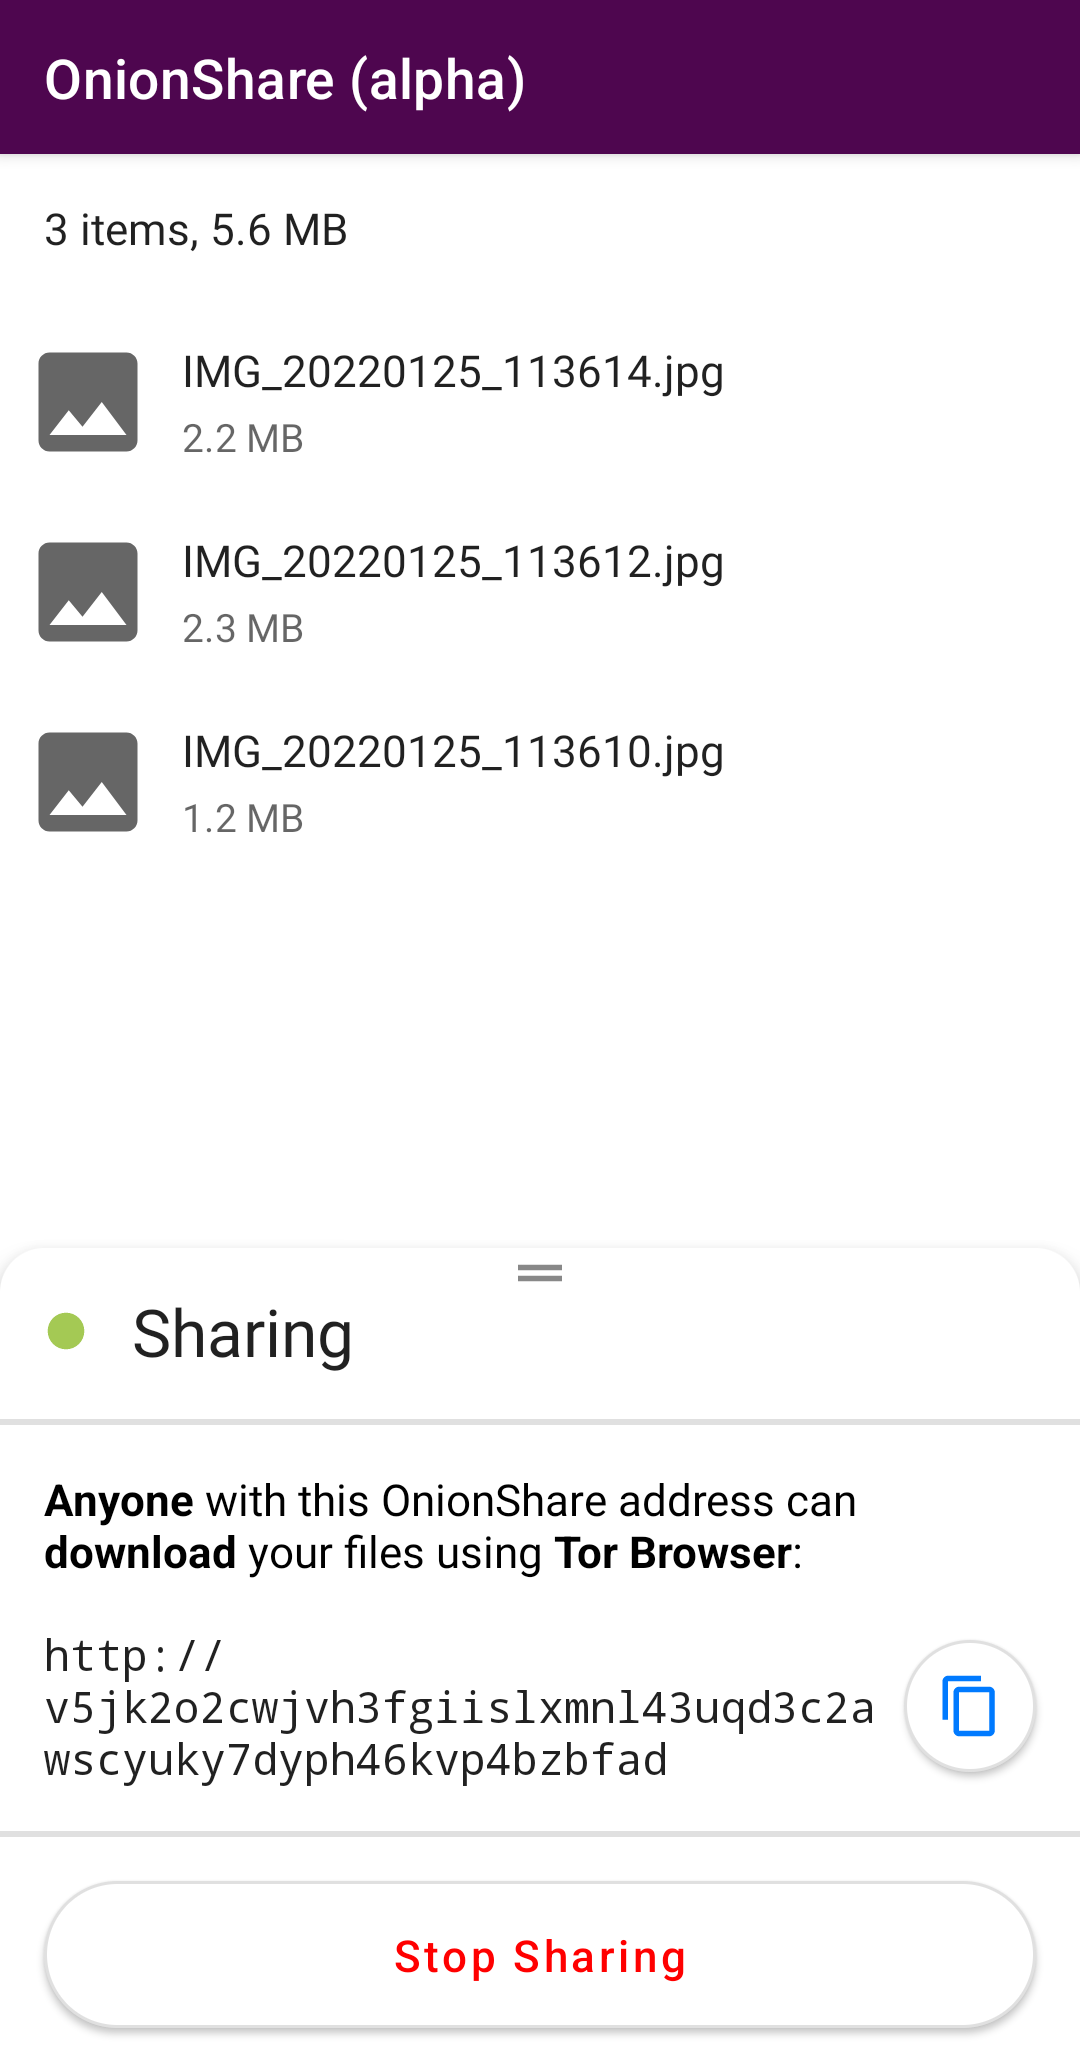 OnionShare (alpha)
3 items, 5.6 MB
IMG_20220125_113614.jpg
2.2 MB
IMG_20220125_113612.jpg
2.3 MB
IMG_20220125_113610.jpg
1.2 MB
Sharing
Anyone with this OnionShare address can
download your files using Tor Browser:
http://
v5jk2o2cwjvh3fgiislxmnl43uqd3c2a
wscyuky7dyph46kvp4bzbfad
Stop Sharing